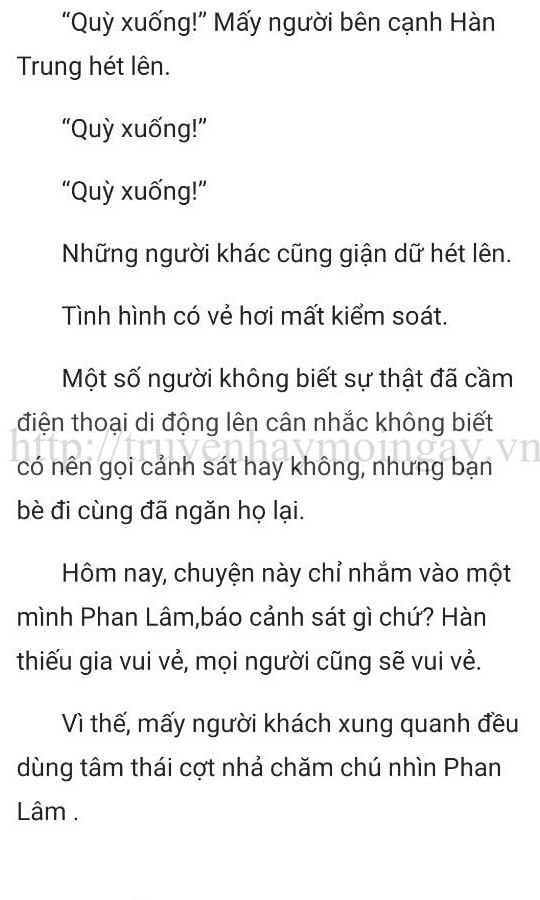 “Quỳ xuống!” Mấy người bên cạnh Hàn
Trung hét lên.
“Quỳ xuống!”
“Quỳ xuống!”
Những người khác cũng giận dữ hét lên.
Tình hình có vẻ hơi mất kiểm soát.
Một số người không biết sự thật đã cầm
điện thoại di động lên cân nhắc không biết
http://truyenhaymoingay.vn
có nên gọi cảnh sát hay không, nhưng bạn
bè đi cùng đã ngăn họ lại.
Hôm nay, chuyện này chỉ nhắm vào một
mình Phan Lâm,báo cảnh sát gì chứ? Hàn
thiếu gia vui vẻ, mọi người cũng sẽ vui vẻ.
Vì thế, mấy người khách xung quanh đều
dùng tâm thái cợt nhả chăm chú nhìn Phan
Lâm .